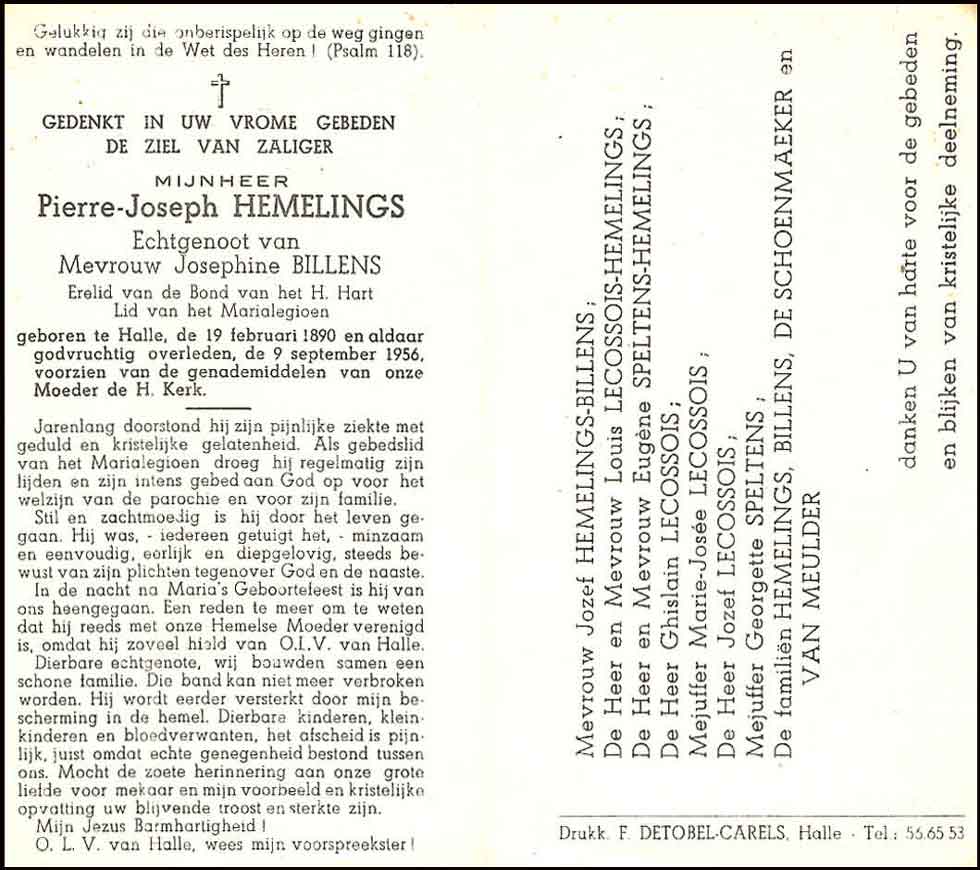 Gelukkig zij die onberispelijk op de weg gingen
en wandelen in de Wet des Heren ! (Psalm 118).
GEDENKT IN UW VROME GEBEDEN
DE ZIEL VAN ZALIGER
MIJNHEER
Pierre-Joseph HEMELINGS
Echtgenoot van
Mevrouw Josephine BILLENS
Erelid van de Bond van het H. Hart
Lid van het Marialegioen
geboren te Halle, de 19 februari 1890 en aldaar
godvruchtig overleden, de 9 september 1956,
voorzien van de genademiddelen van onze
Moeder de H. Kerk.
Jarenlang doorstond hij zijn pijnlijke ziekte met
geduld en kristelijke gelatenheid. Als gebedslid
van het Marialegioen droeg hij regelmatig zijn
lijden en zijn intens gebed aan God op voor het
welzijn van de parochie en voor zijn familie.
Stil en zachtmoedig is hij door het leven ge-
gaan. Hij was, - iedereen getuigt het, - minzaam
en eenvoudig, eerlijk en diepgelovig, steeds be-
wust van zijn plichten tegenover God en de naaste.
In de nacht na Maria's Geboortefeest is hij van
ons heengegaan. Een reden te meer om te weten
dat hij reeds met onze Hemelse Moeder verenigd
is, omdat hij zoveel hield van O.L.V. van Halle.
Dierbare echtgenote, wij bouwden samen een
schone familie. Die band kan niet meer verbroken
worden. Hij wordt eerder versterkt door mijn be-
scherming in de hemel. Dierbare kinderen, klein-
kinderen en bloedverwanten, het afscheid is pijn-
lijk, juist omdat echte genegenheid bestond tussen
ons. Mocht de zoete herinnering aan onze grote
liefde voor mekaar en mijn voorbeeld en kristelijke
opvatting uw blijvende troost en sterkte zijn.
Mijn Jezus Barmhartigheid !
O. L. V. van Halle, wees mijn voorspreekster !
Mevrouw Jozef HEMELINGS-BILLENS ;
De Heer en Mevrouw Louis LECOSSOIS-HEMELINGS ;
De Heer en Mevrouw Eugène SPELTENS-HEMELINGS ;
De Heer Ghislain LECOSSOIS ;
Mejuffer Marie-Josée LECOSSOIS ;
De Heer Jozef LECOSSOIS ;
Mejuffer Georgette SPELTENS ;
De familiën HEMELINGS, BILLENS, DE SCHOENMAEKER en
VAN MEULDER
danken U van harte voor de gebeden
en blijken van kristelijke deelneming.
Drukk. F. DETOBEL-CARELS, Halle - Tel.: 55.65 53